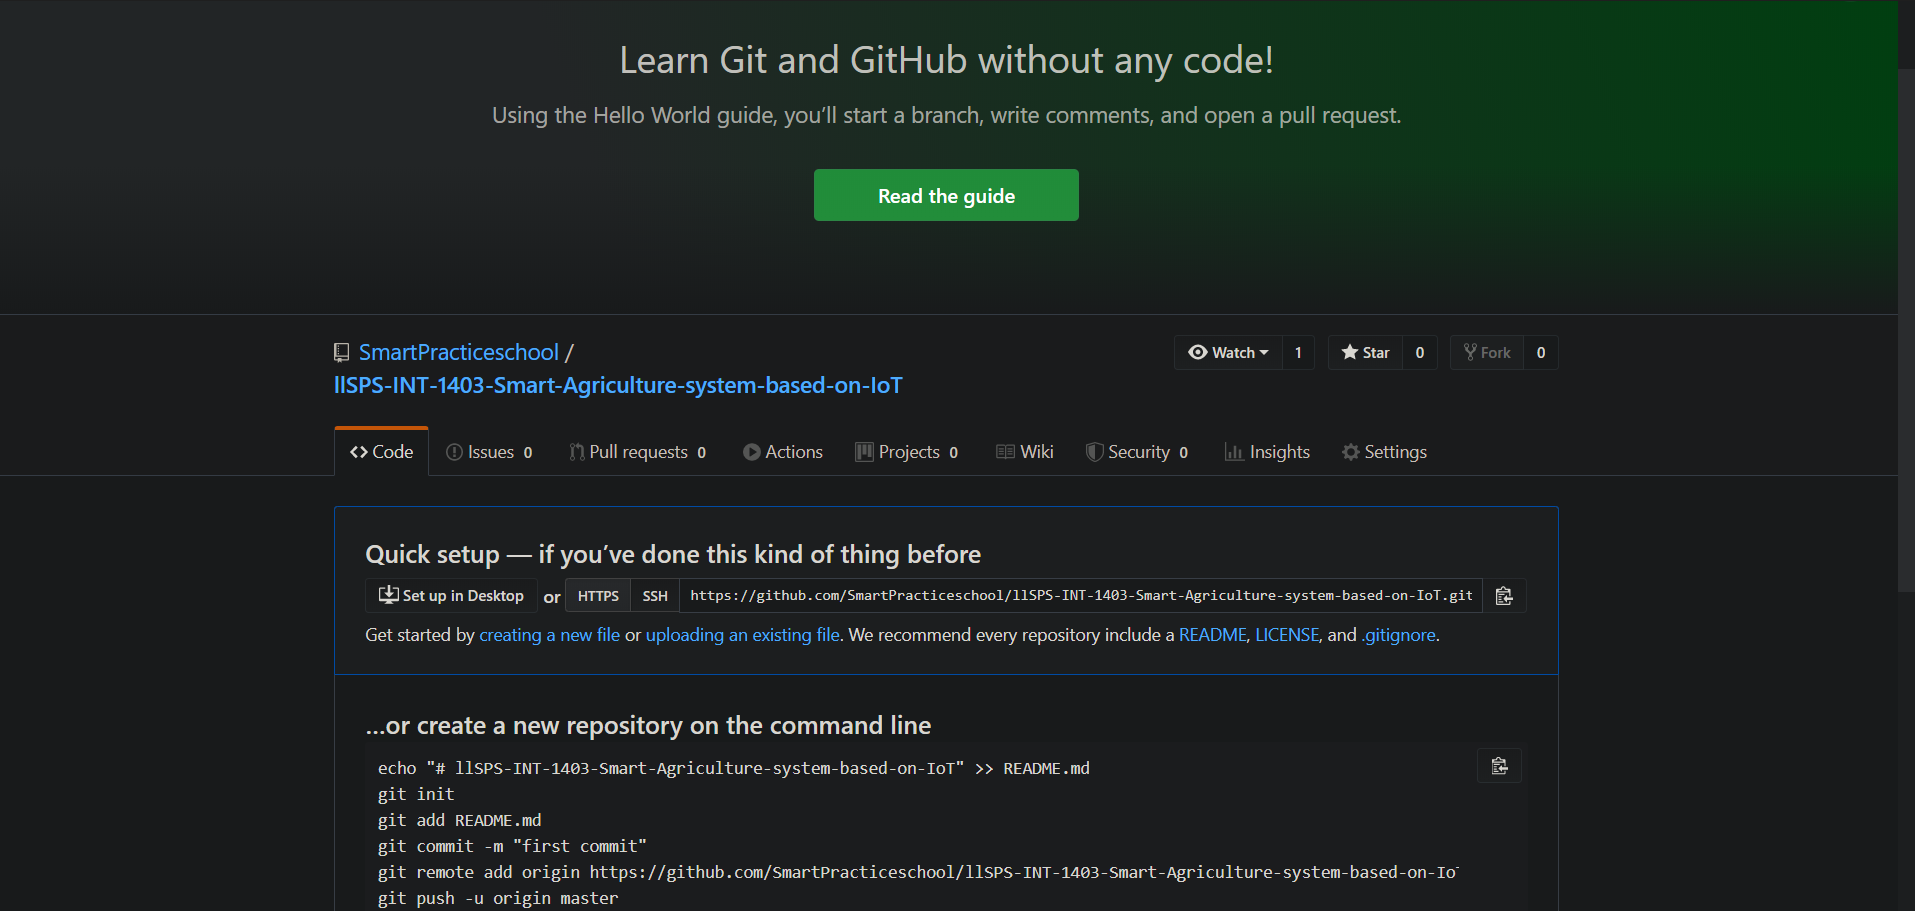 Learn Git and GitHub without any code!
Using the Hello World guide, you’ll start a branch, write comments, and open a pull request.
Read the guide
SmartPracticeschool /
llSPS-INT-1403-Smart-Agriculture-system-based-on-IoT
Watch 1 Star 0 Fork 0
Code Issues 0 Pull requests 0 Actions Projects 0 Wiki Security 0 Insights Settings
Quick setup — if you’ve done this kind of thing before
Set up in Desktop or HTTPS SSH https://github.com/SmartPracticeschool/llSPS-INT-1403-Smart-Agriculture-system-based-on-IoT.git
Get started by creating a new file or uploading an existing file. We recommend every repository include a README, LICENSE, and .gitignore.
…or create a new repository on the command line
echo "# llSPS-INT-1403-Smart-Agriculture-system-based-on-IoT" >> README.md
git init
git add README.md
git commit -m "first commit"
git remote add origin https://github.com/SmartPracticeschool/llSPS-INT-1403-Smart-Agriculture-system-based-on-Io
git push -u origin master